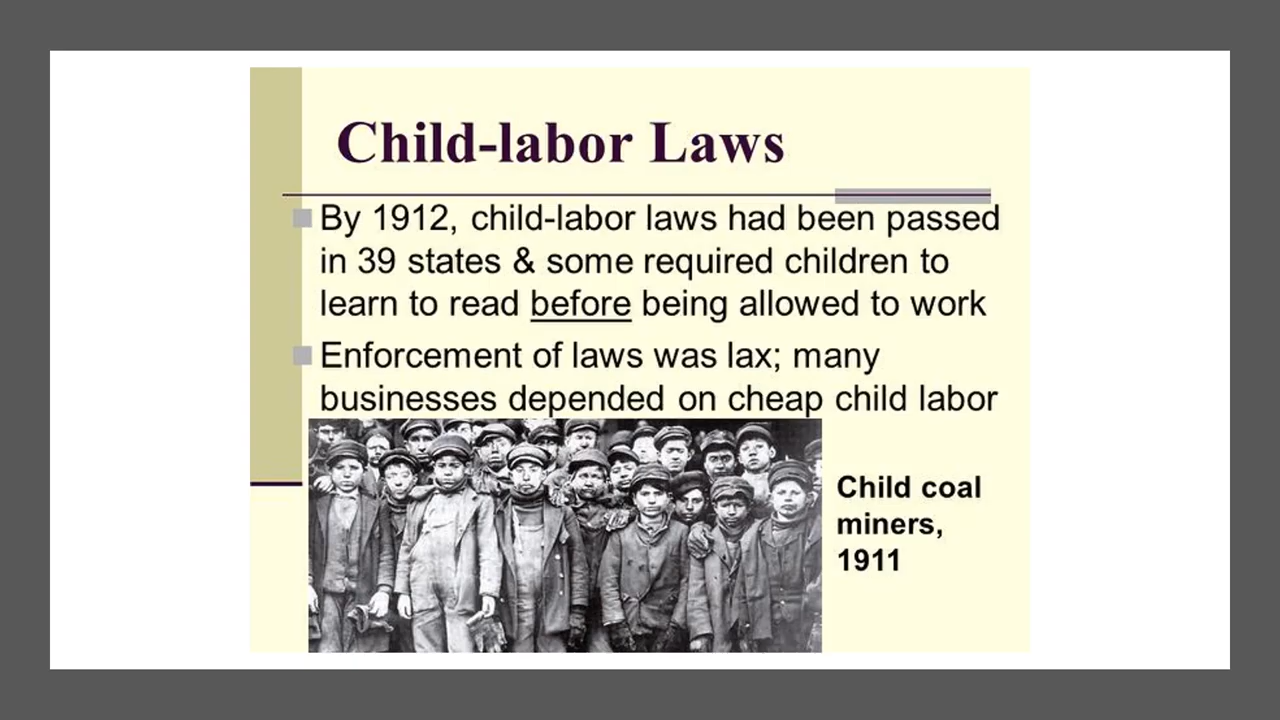 Child-labor Laws
By 1912, child-labor laws had been passed
in 39 states & some required children to
learn to read before being allowed to work
Enforcement of laws was lax; many
businesses depended on cheap child labor
Child coal
miners,
1911